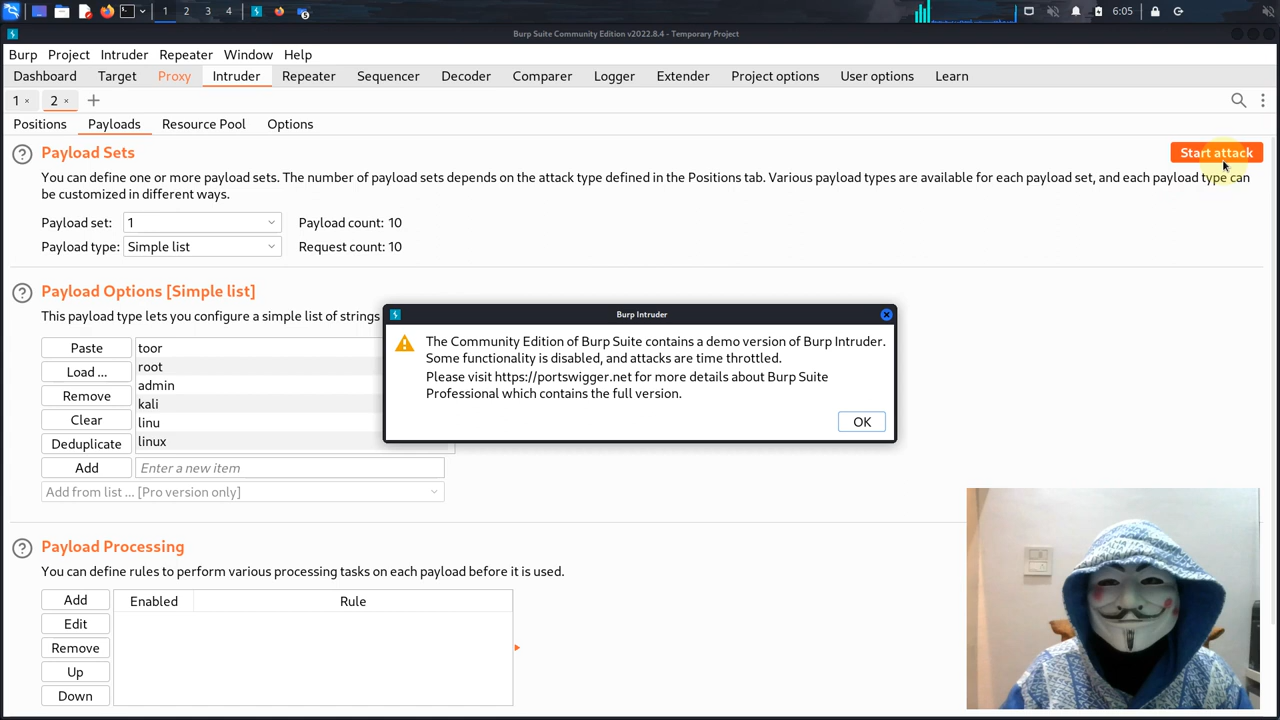 1 2 3 4 5 6:05
Burp Suite Community Edition v2022.8.4 - Temporary Project
Burp Project Intruder Repeater Window Help
Dashboard Target Proxy Intruder Repeater Sequencer Decoder Comparer Logger Extender Project options User options Learn
1 × 2 ×
Positions Payloads Resource Pool Options
Payload Sets
Start attack
You can define one or more payload sets. The number of payload sets depends on the attack type defined in the Positions tab. Various payload types are available for each payload set, and each payload type can
be customized in different ways.
Payload set: 1 Payload count: 10
Payload type: Simple list Request count: 10
Payload Options [Simple list]
This payload type lets you configure a simple list of strings
Paste
Load ...
Remove
Clear
Deduplicate
Add
toor
root
admin
kali
linu
linux
Enter a new item
Add from list ... [Pro version only]
Burp Intruder
The Community Edition of Burp Suite contains a demo version of Burp Intruder.
Some functionality is disabled, and attacks are time throttled.
Please visit https://portswigger.net for more details about Burp Suite
Professional which contains the full version.
OK
Payload Processing
You can define rules to perform various processing tasks on each payload before it is used.
Add
Edit
Remove
Up
Down
Enabled Rule